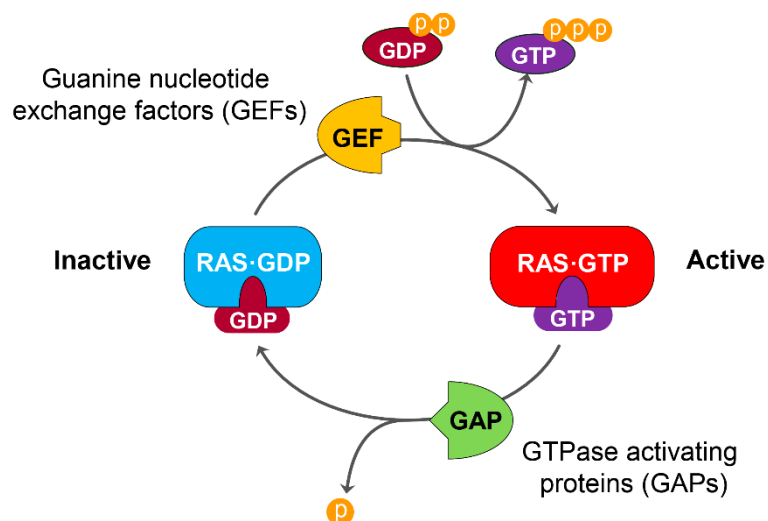 P P
GDP
P P P
GTP
Guanine nucleotide
exchange factors (GEFs)
GEF
Inactive
RAS·GDP
GDP
RAS·GTP
GTP
Active
GAP
GTPase activating
proteins (GAPs)
P